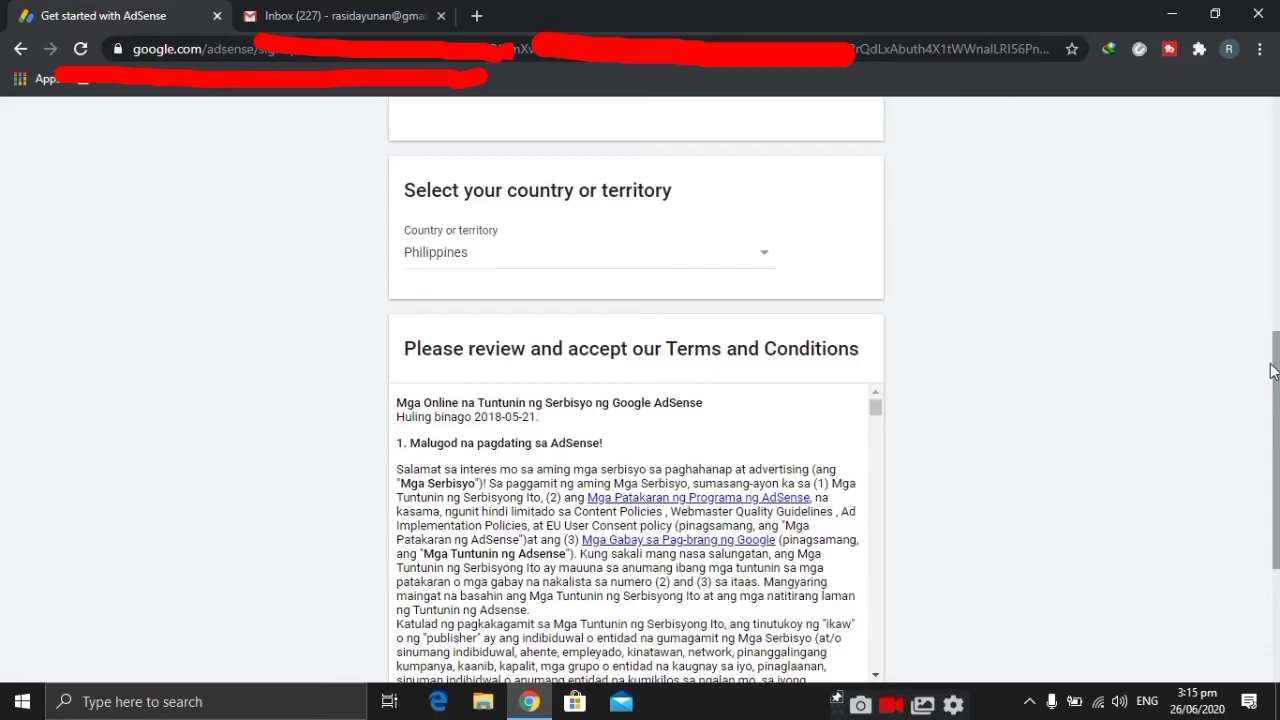 Get started with AdSense
Inbox (227) - rasidayunan@gma
google.com/adsense/
rQdLxAbuth4X1tWWnalLRI56Pn...
R
Apps
Select your country or territory
Country or territory
Philippines
Please review and accept our Terms and Conditions
Mga Online na Tuntunin ng Serbisyo ng Google AdSense
Huling binago 2018-05-21.
1. Malugod na pagdating sa AdSense!
Salamat sa interes mo sa aming mga serbisyo sa paghahanap at advertising (ang
"Mga Serbisyo")! Sa paggamit ng aming Mga Serbisyo, sumasang-ayon ka sa (1) Mga
Tuntunin ng Serbisyong Ito, (2) ang Mga Patakaran ng Programa ng AdSense, na
kasama, ngunit hindi limitado sa Content Policies , Webmaster Quality Guidelines , Ad
Implementation Policies, at EU User Consent policy (pinagsamang, ang "Mga
Patakaran ng AdSense")at ang (3) Mga Gabay sa Pag-brang ng Google (pinagsamang,
ang "Mga Tuntunin ng Adsense"). Kung sakali mang nasa salungatan, ang Mga
Tuntunin ng Serbisyong Ito ay mauuna sa anumang ibang mga tuntunin sa mga
patakaran o mga gabay na nakalista sa numero (2) and (3) sa itaas. Mangyaring
maingat na basahin ang Mga Tuntunin ng Serbisyong Ito at ang mga natitirang laman
ng Tuntunin ng Adsense.
Katulad ng pagkakagamit sa Mga Tuntunin ng Serbisyong Ito, ang tinutukoy ng "ikaw"
o ng "publisher" ay ang indibiduwal o entidad na gumagamit ng Mga Serbisyo (at/o
sinumang indibiduwal, ahente, empleyado, kinatawan, network, pinanggalingang
kumpanya, kaanib, kapalit, mga grupo o entidad na kaugnay sa iyo, pinaglaanan,
sinuman indibidwal o anumang entidad na kumikilos sa ngalan mo, sa iyong
Type here to search
ENG
3:15 pm
26/06/2020